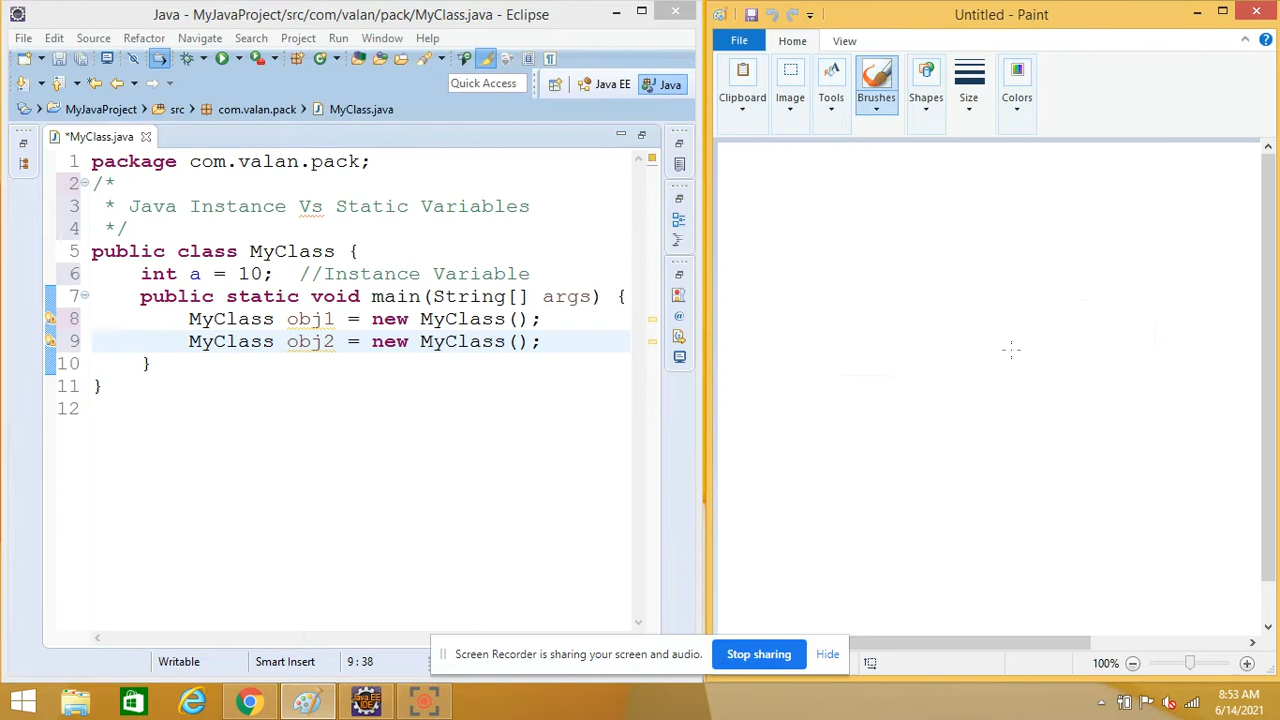 Java - MyJavaProject/src/com/valan/pack/MyClass.java - Eclipse
File Edit Source Refactor Navigate Search Project Run Window Help
Quick Access
Java EE
Java
MyJavaProject
src
com.valan.pack
MyClass.java
*MyClass.java
1 package com.valan.pack;
2 /*
3 * Java Instance Vs Static Variables
4 */
5 public class MyClass {
6 int a = 10; //Instance Variable
7 public static void main(String[] args) {
8 MyClass obj1 = new MyClass();
9 MyClass obj2 = new MyClass();
10 }
11 }
12
Writable
Smart Insert
9 : 38
Untitled - Paint
File Home View
Clipboard
Image
Tools
Brushes
Shapes
Size
Colors
100%
Screen Recorder is sharing your screen and audio.
Stop sharing
Hide
Java EE
IDE
8:53 AM
6/14/2021